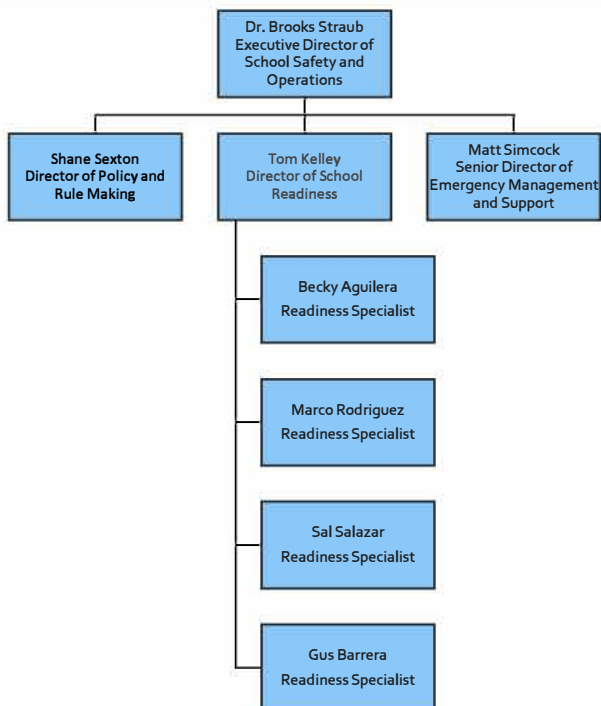 Dr. Brooks Straub
Executive Director of
School Safety and
Operations
Shane Sexton
Director of Policy and
Rule Making
Tom Kelley
Director of School
Readiness
Matt Simcock
Senior Director of
Emergency Management
and Support
Becky Aguilera
Readiness Specialist
Marco Rodriguez
Readiness Specialist
Sal Salazar
Readiness Specialist
Gus Barrera
Readiness Specialist